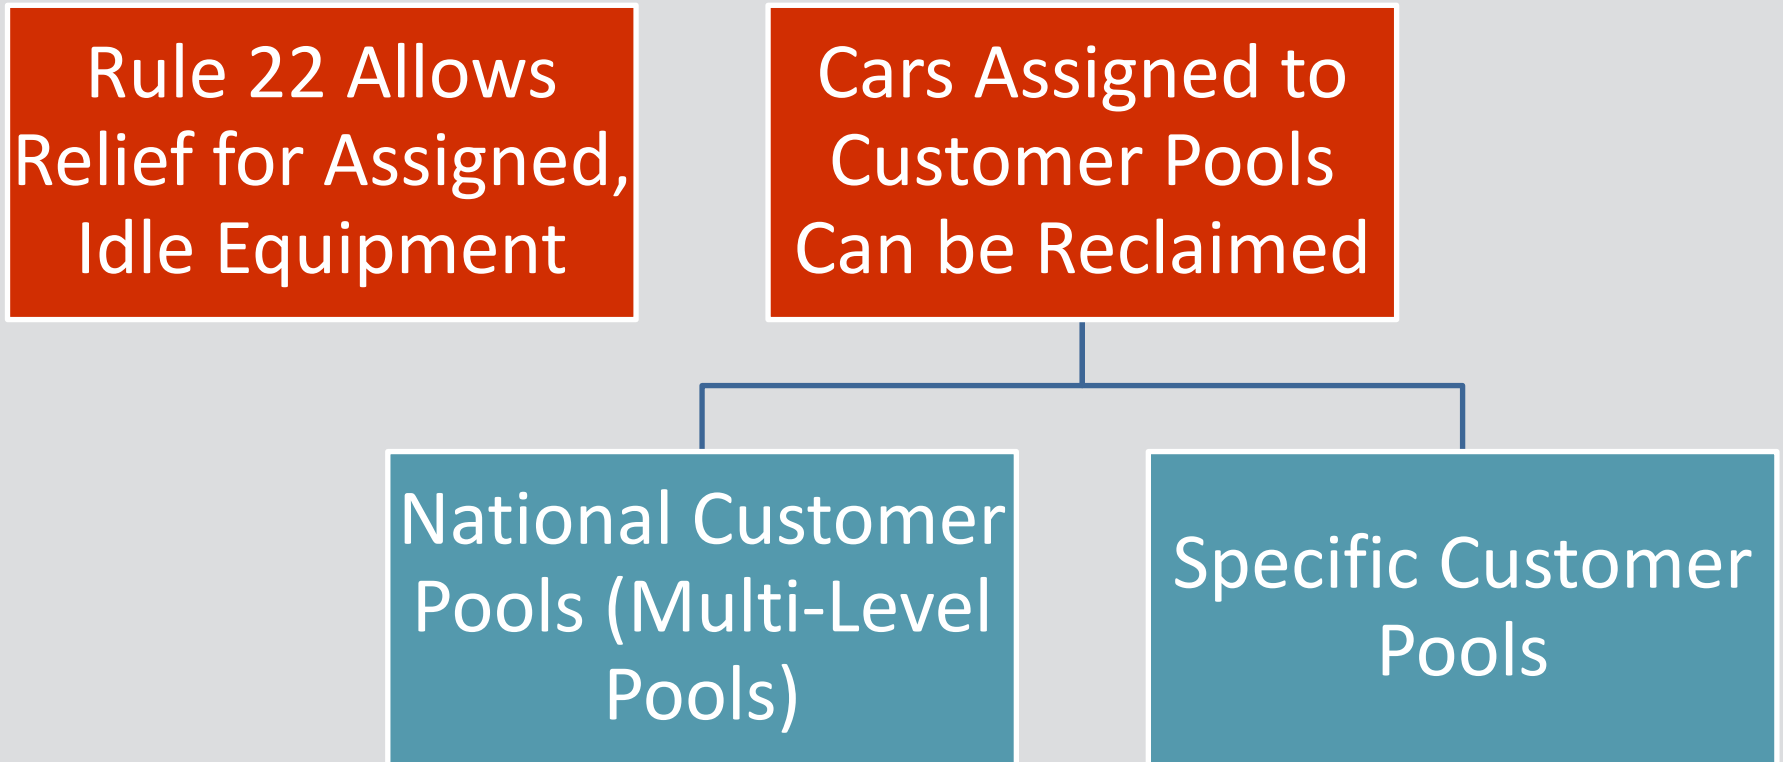 Rule 22 Allows
Relief for Assigned,
Idle Equipment
Cars Assigned to
Customer Pools
Can be Reclaimed
National Customer
Pools (Multi-Level
Pools)
Specific Customer
Pools